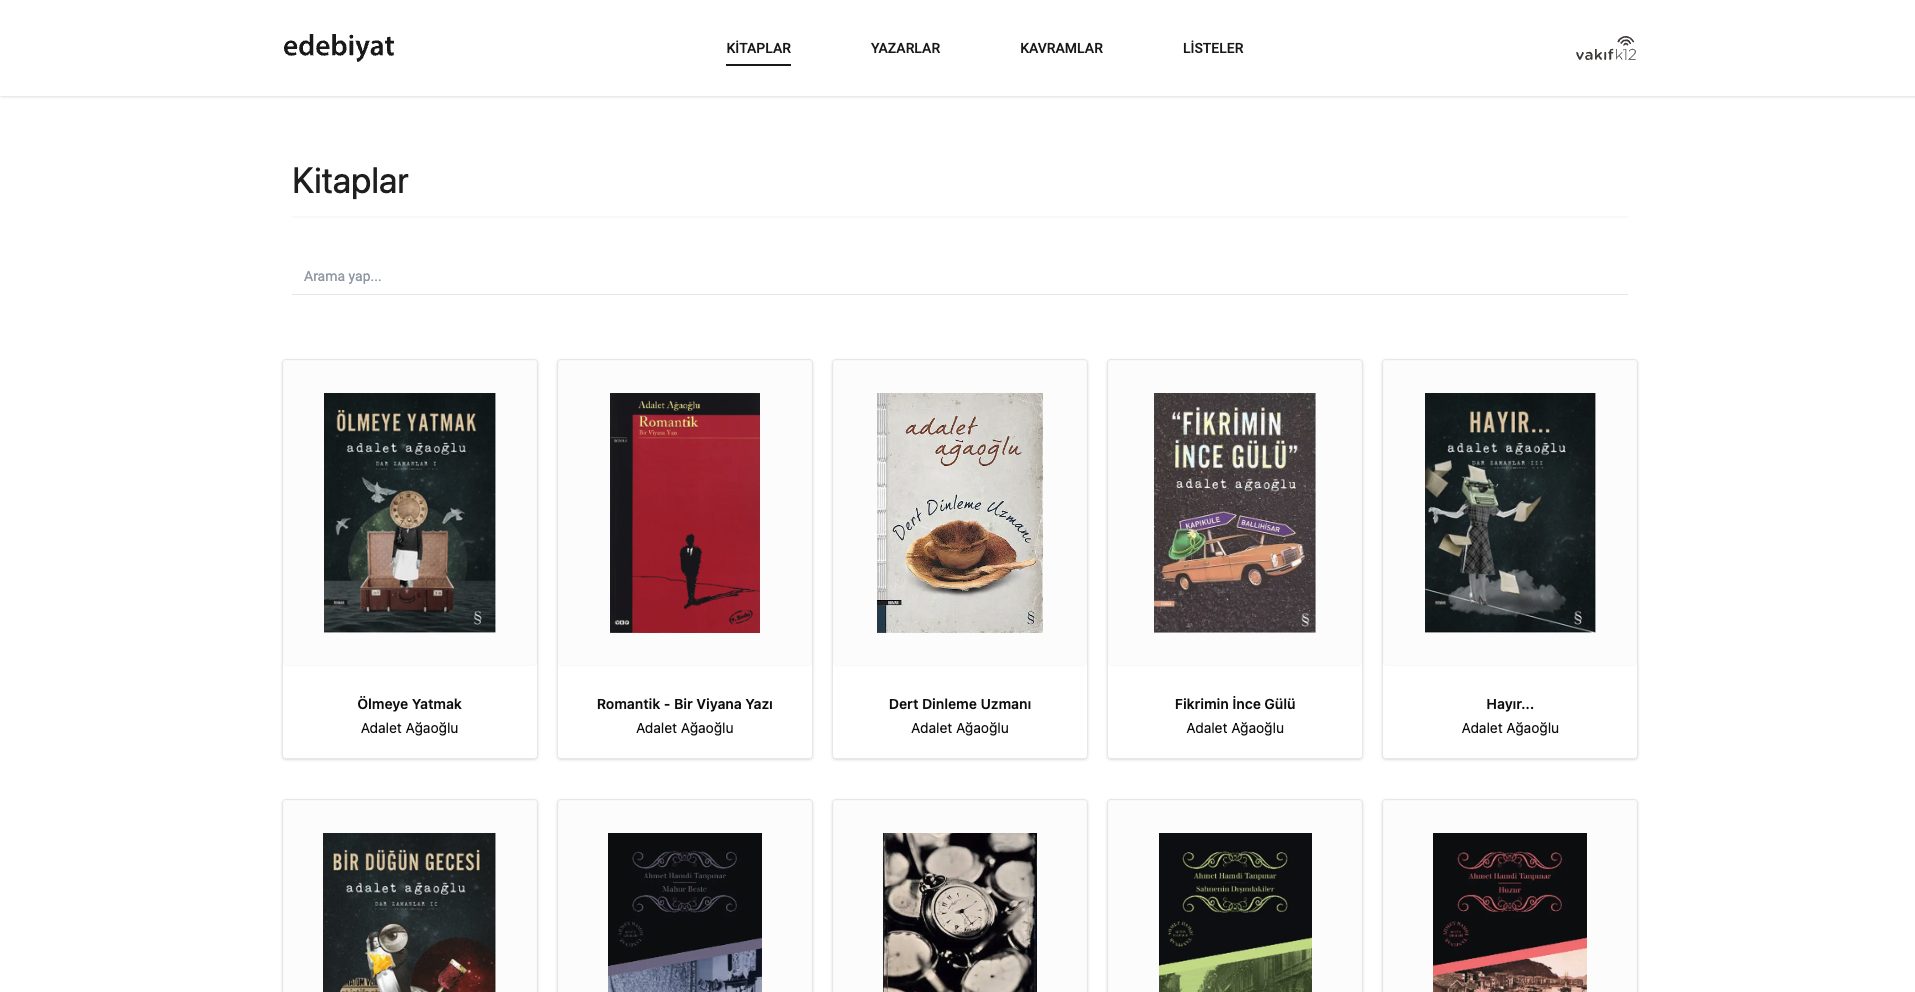 edebiyat
KİTAPLAR
YAZARLAR
KAVRAMLAR
LİSTELER
vakıfk12
Kitaplar
Arama yap...
ÖLMEYE YATMAK
adalet ağaoğlu
DAR ZAMANLAR I
§
Adalet Ağaoğlu
Romantik
Bir Viyana Yazı
adalet
ağaoğlu
Dert Dinleme Uzmanı
§
"FİKRİMİN
İNCE GÜLÜ"
adalet ağaoğlu
KAPIKULE
BALLIHİSAR
§
HAYIR...
adalet ağaoğlu
DAR ZAMANLAR III
§
Ölmeye Yatmak
Adalet Ağaoğlu
Romantik - Bir Viyana Yazı
Adalet Ağaoğlu
Dert Dinleme Uzmanı
Adalet Ağaoğlu
Fikrimin İnce Gülü
Adalet Ağaoğlu
Hayır...
Adalet Ağaoğlu
BİR DÜĞÜN GECESİ
adalet ağaoğlu
DAR ZAMANLAR II
Ahmet Hamdi Tanpınar
Mahur Beste
Ahmet Hamdi Tanpınar
Sahnenin Dışındakiler
Ahmet Hamdi Tanpınar
Huzur